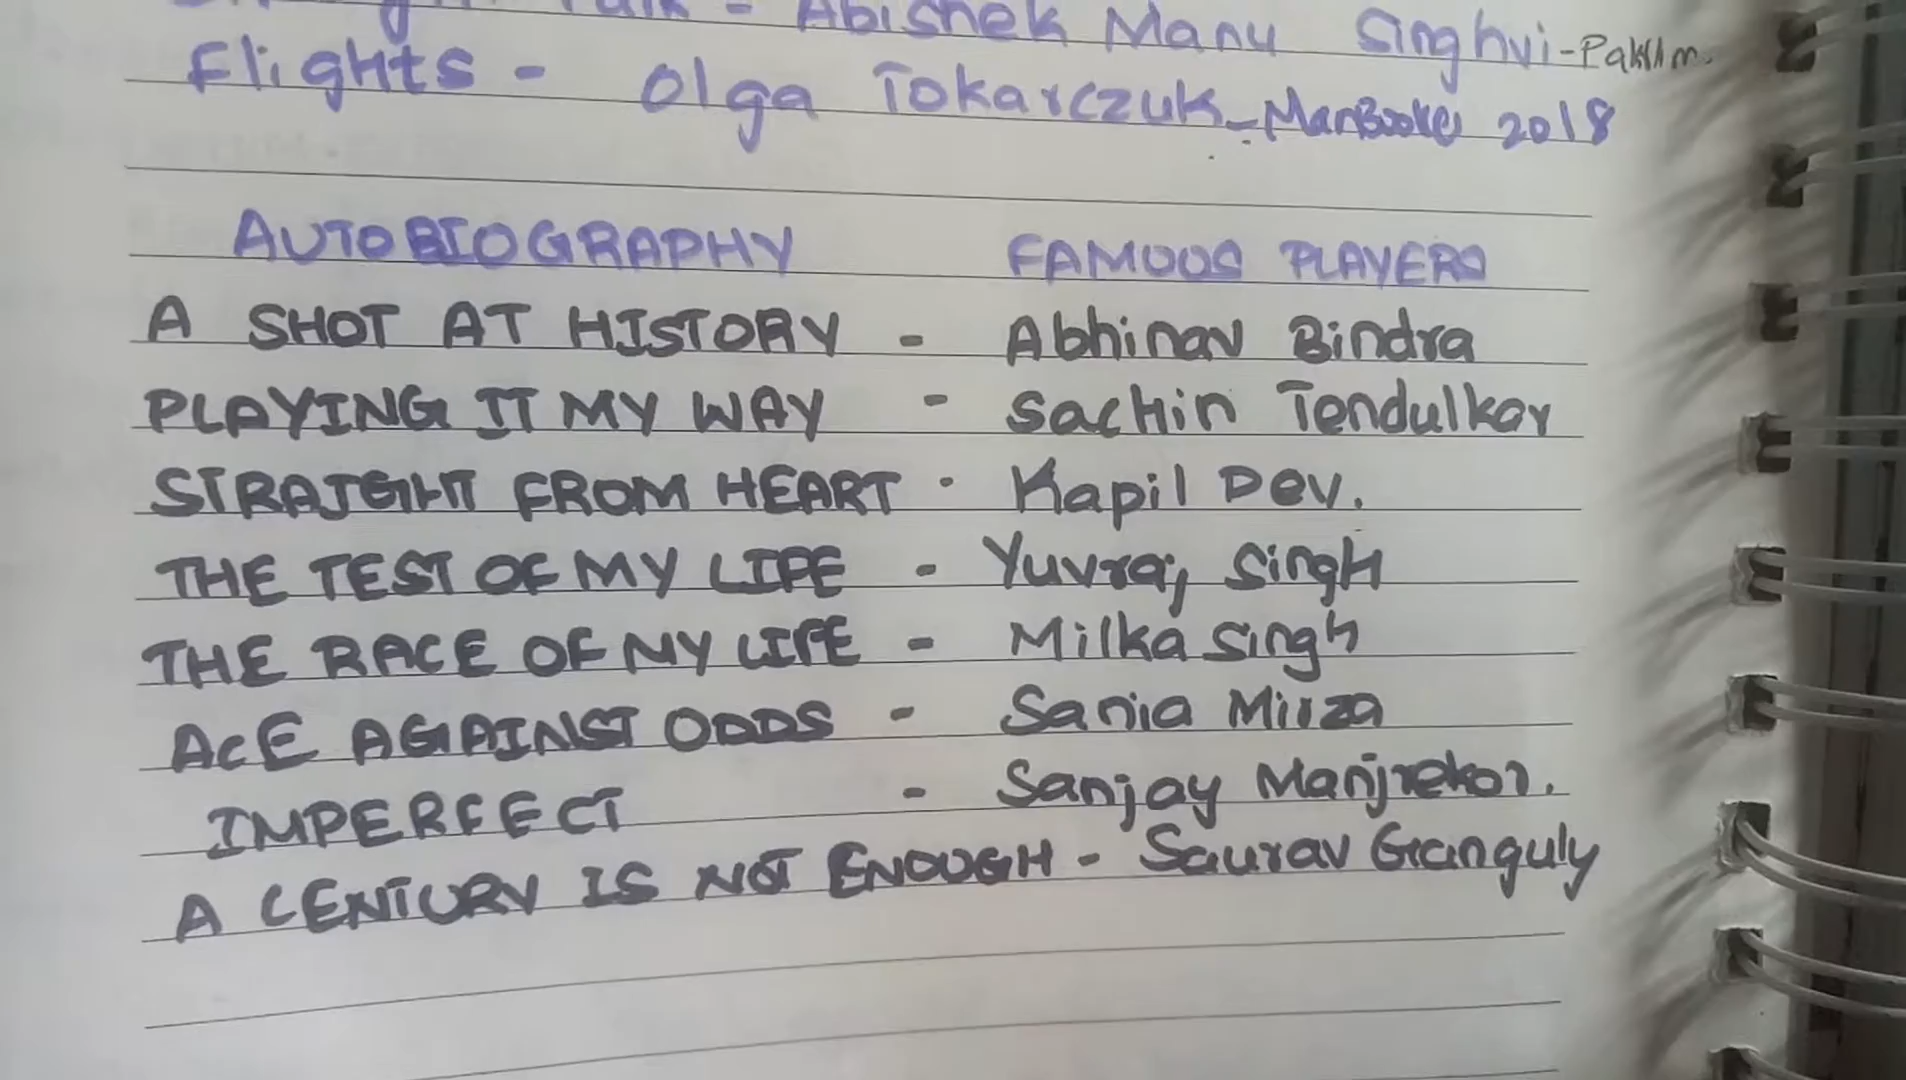 Talk - Abishek Manu Singhvi-
Flights - Olga Tokarczuk-ManBooker 2018
AUTOBIOGRAPHY FAMOUS PLAYERS
A SHOT AT HISTORY - Abhinav Bindra
PLAYING IT MY WAY - Sachin Tendulkar
STRAIGHT FROM HEART - Kapil Dev.
THE TEST OF MY LIFE - Yuvraj Singh
THE RACE OF MY LIFE - Milka Singh
ACE AGAINST ODDS - Sania Mirza
IMPERFECT - Sanjay Manjrekar.
A CENTURY IS NOT ENOUGH - Saurav Ganguly